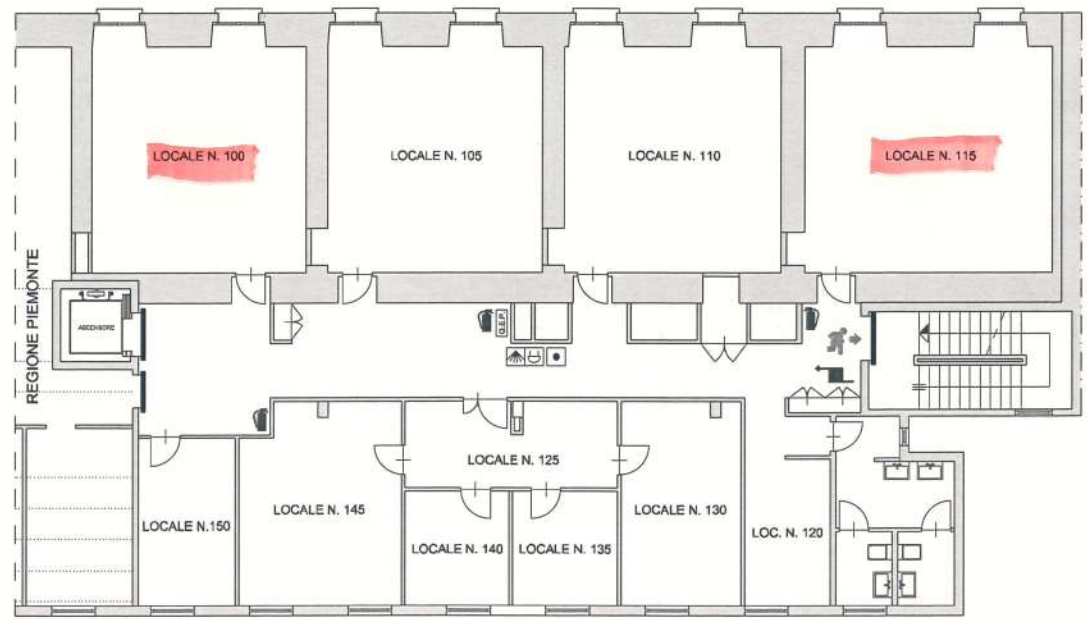 LOCALE N. 100
LOCALE N. 105
LOCALE N. 110
LOCALE N. 115
REGIONE PIEMONTE
ASCENSORE
Q.E.P.
LOCALE N. 125
LOCALE N.150
LOCALE N. 145
LOCALE N. 140
LOCALE N. 135
LOCALE N. 130
LOC. N. 120